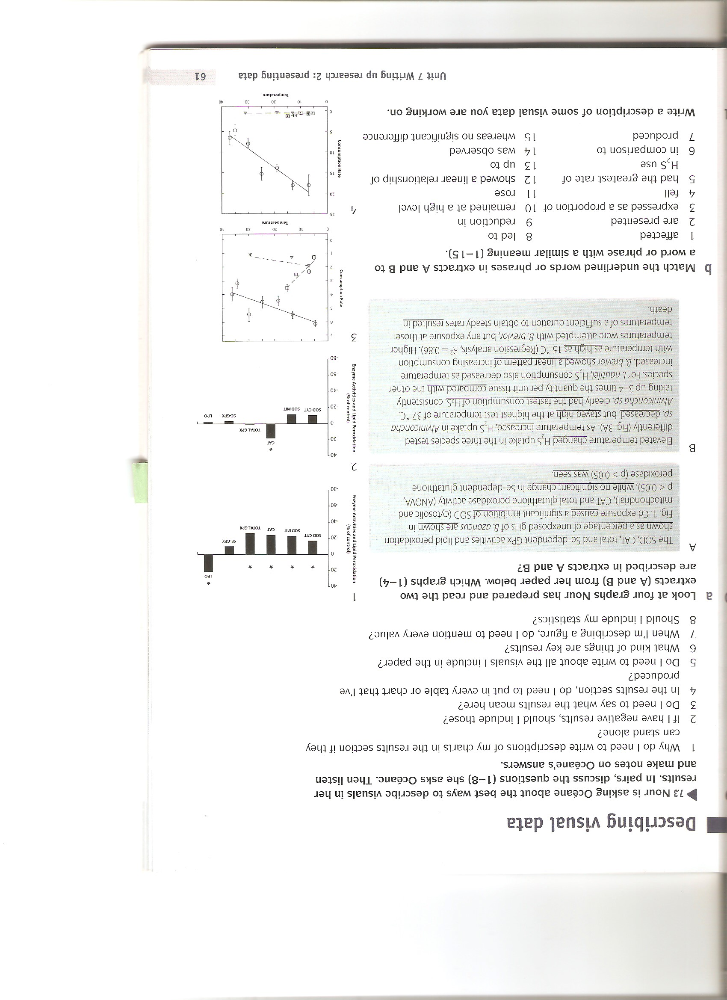 Describing visual data
7.3 Nour is asking Océane about the best ways to describe visuals in her
results. In pairs, discuss the questions (1–8) she asks Océane. Then listen
and make notes on Océane's answers.
1 Why do I need to write descriptions of my charts in the results section if they
can stand alone?
2 If I have negative results, should I include those?
3 Do I need to say what the results mean here?
4 In the results section, do I need to put in every table or chart that I've
produced?
5 Do I need to write about all the visuals I include in the paper?
6 What kind of things are key results?
7 When I'm describing a figure, do I need to mention every value?
8 Should I include my statistics?
a Look at four graphs Nour has prepared and read the two
extracts (A and B) from her paper below. Which graphs (1–4)
are described in extracts A and B?
A
The SOD, CAT, total and Se-dependent GPx activities and lipid peroxidation
shown as a percentage of unexposed gills of B. azoricus are shown in
Fig. 1. Cd exposure caused a significant inhibition of SOD (cytosolic and
mitochondrial), CAT and total glutathione peroxidase activity (ANOVA,
p < 0.05), while no significant change in Se-dependent glutathione
peroxidase (p > 0.05) was seen.
B
Elevated temperature changed H₂S uptake in the three species tested
differently (Fig. 3A). As temperature increased, H₂S uptake in Alviniconcha
sp. decreased, but stayed high at the highest test temperature of 37 °C.
Alviniconcha sp. clearly had the fastest consumption of H₂S, consistently
taking up 3–4 times the quantity per unit tissue compared with the other
species. For I. nautilei, H₂S consumption also decreased as temperature
increased. B. brevior showed a linear pattern of increasing consumption
with temperature as high as 15 °C (Regression analysis, R² = 0.86). Higher
temperatures were attempted with B. brevior, but any exposure at those
temperatures of a sufficient duration to obtain steady rates resulted in
death.
b Match the underlined words or phrases in extracts A and B to
a word or phrase with a similar meaning (1–15).
1 affected
2 are presented
3 expressed as a proportion of
4 fell
5 had the greatest rate of
H₂S use
6 in comparison to
7 produced
8 led to
9 reduction in
10 remained at a high level
11 rose
12 showed a linear relationship of
13 up to
14 was observed
15 whereas no significant difference
Write a description of some visual data you are working on.
1
Enzyme Activities and Lipid Peroxidation
(% of control)
40
20
0
-20
-40
-60
-80
SOD CYT
SOD MIT
CAT
TOTAL GPX
SE-GPX
LPO
2
Enzyme Activities and Lipid Peroxidation
(% of control)
40
20
0
-20
-40
-60
-80
SOD CYT
SOD MIT
CAT
TOTAL GPX
SE-GPX
LPO
3
Consumption Rate
7
6
5
4
3
2
1
0
0 10 20 30 40
Temperature
4
Consumption Rate
25
20
15
10
5
0
0 10 20 30 40
Temperature
Unit 7 Writing up research 2: presenting data 61